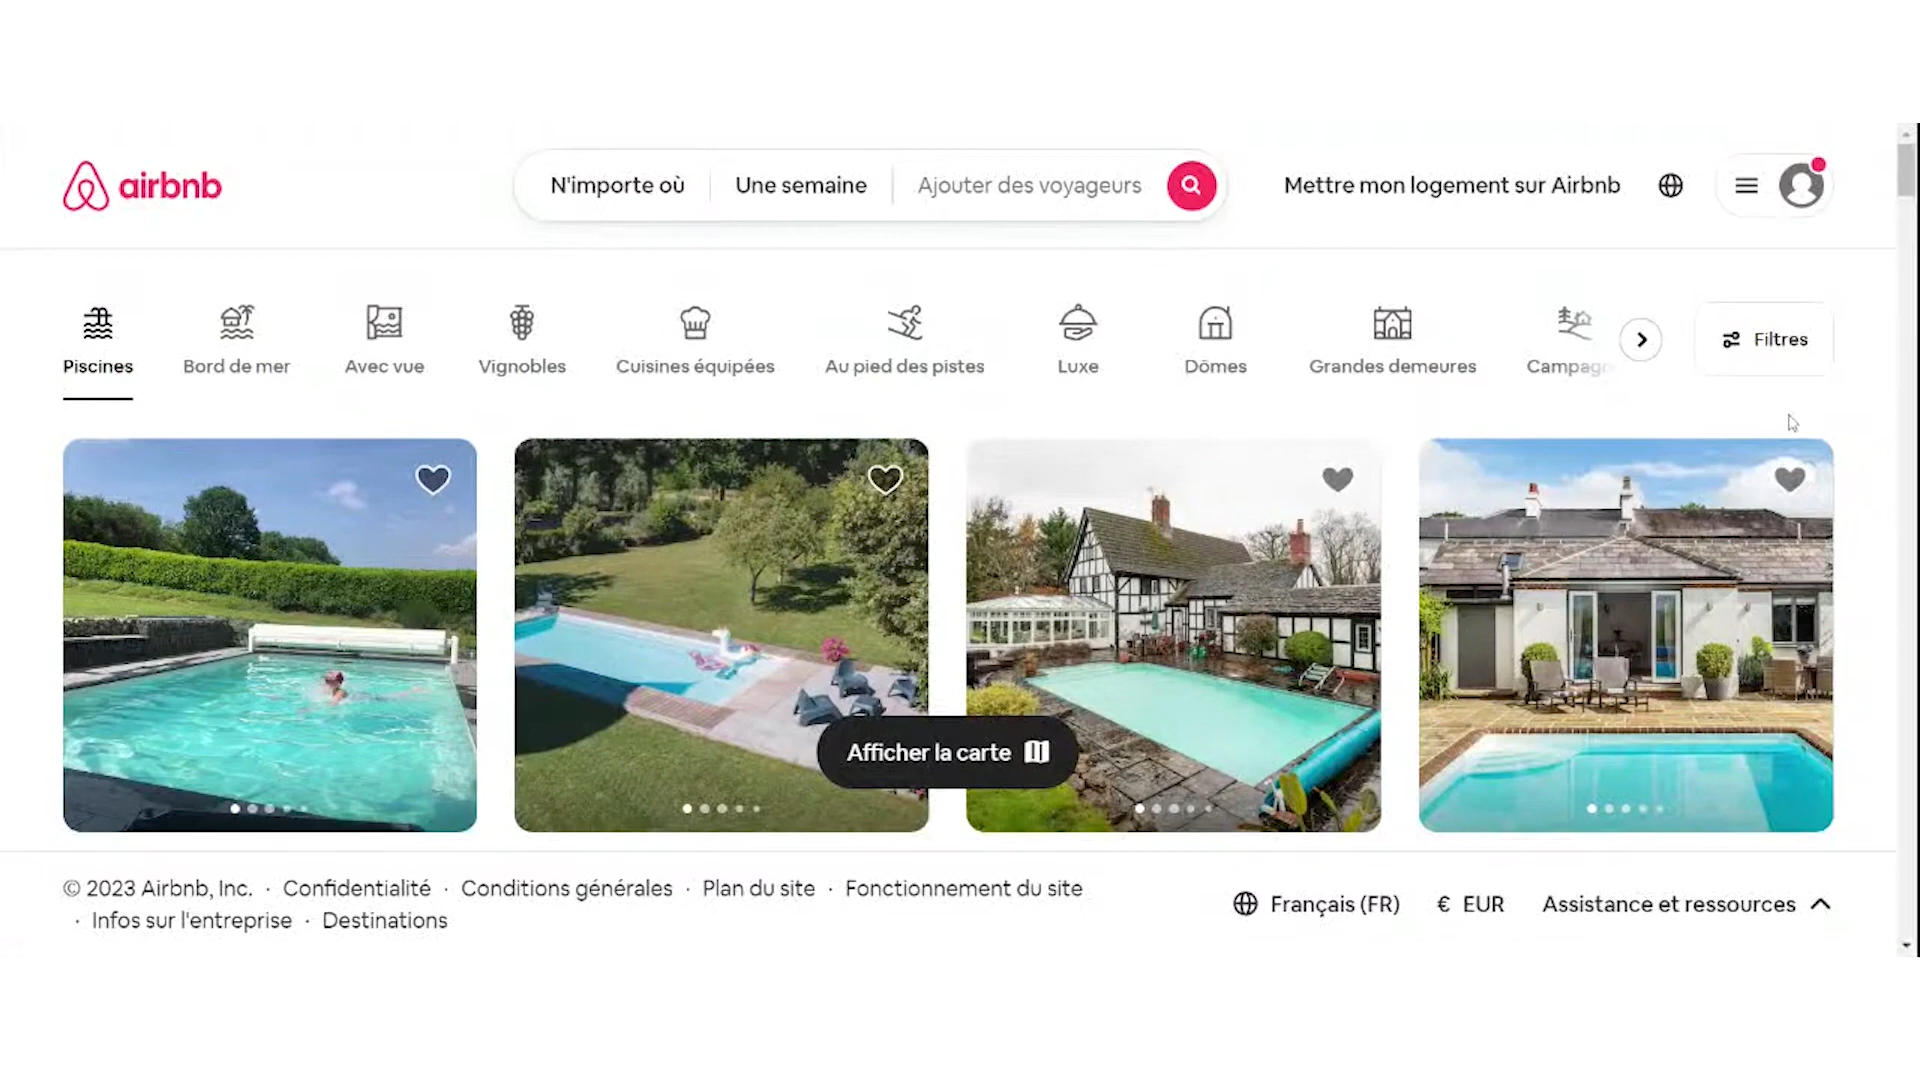 airbnb
N'importe où
Une semaine
Ajouter des voyageurs
Mettre mon logement sur Airbnb
Piscines
Bord de mer
Avec vue
Vignobles
Cuisines équipées
Au pied des pistes
Luxe
Dômes
Grandes demeures
Campagn
Filtres
Afficher la carte
© 2023 Airbnb, Inc. · Confidentialité · Conditions générales · Plan du site · Fonctionnement du site
· Infos sur l'entreprise · Destinations
Français (FR)
€ EUR
Assistance et ressources